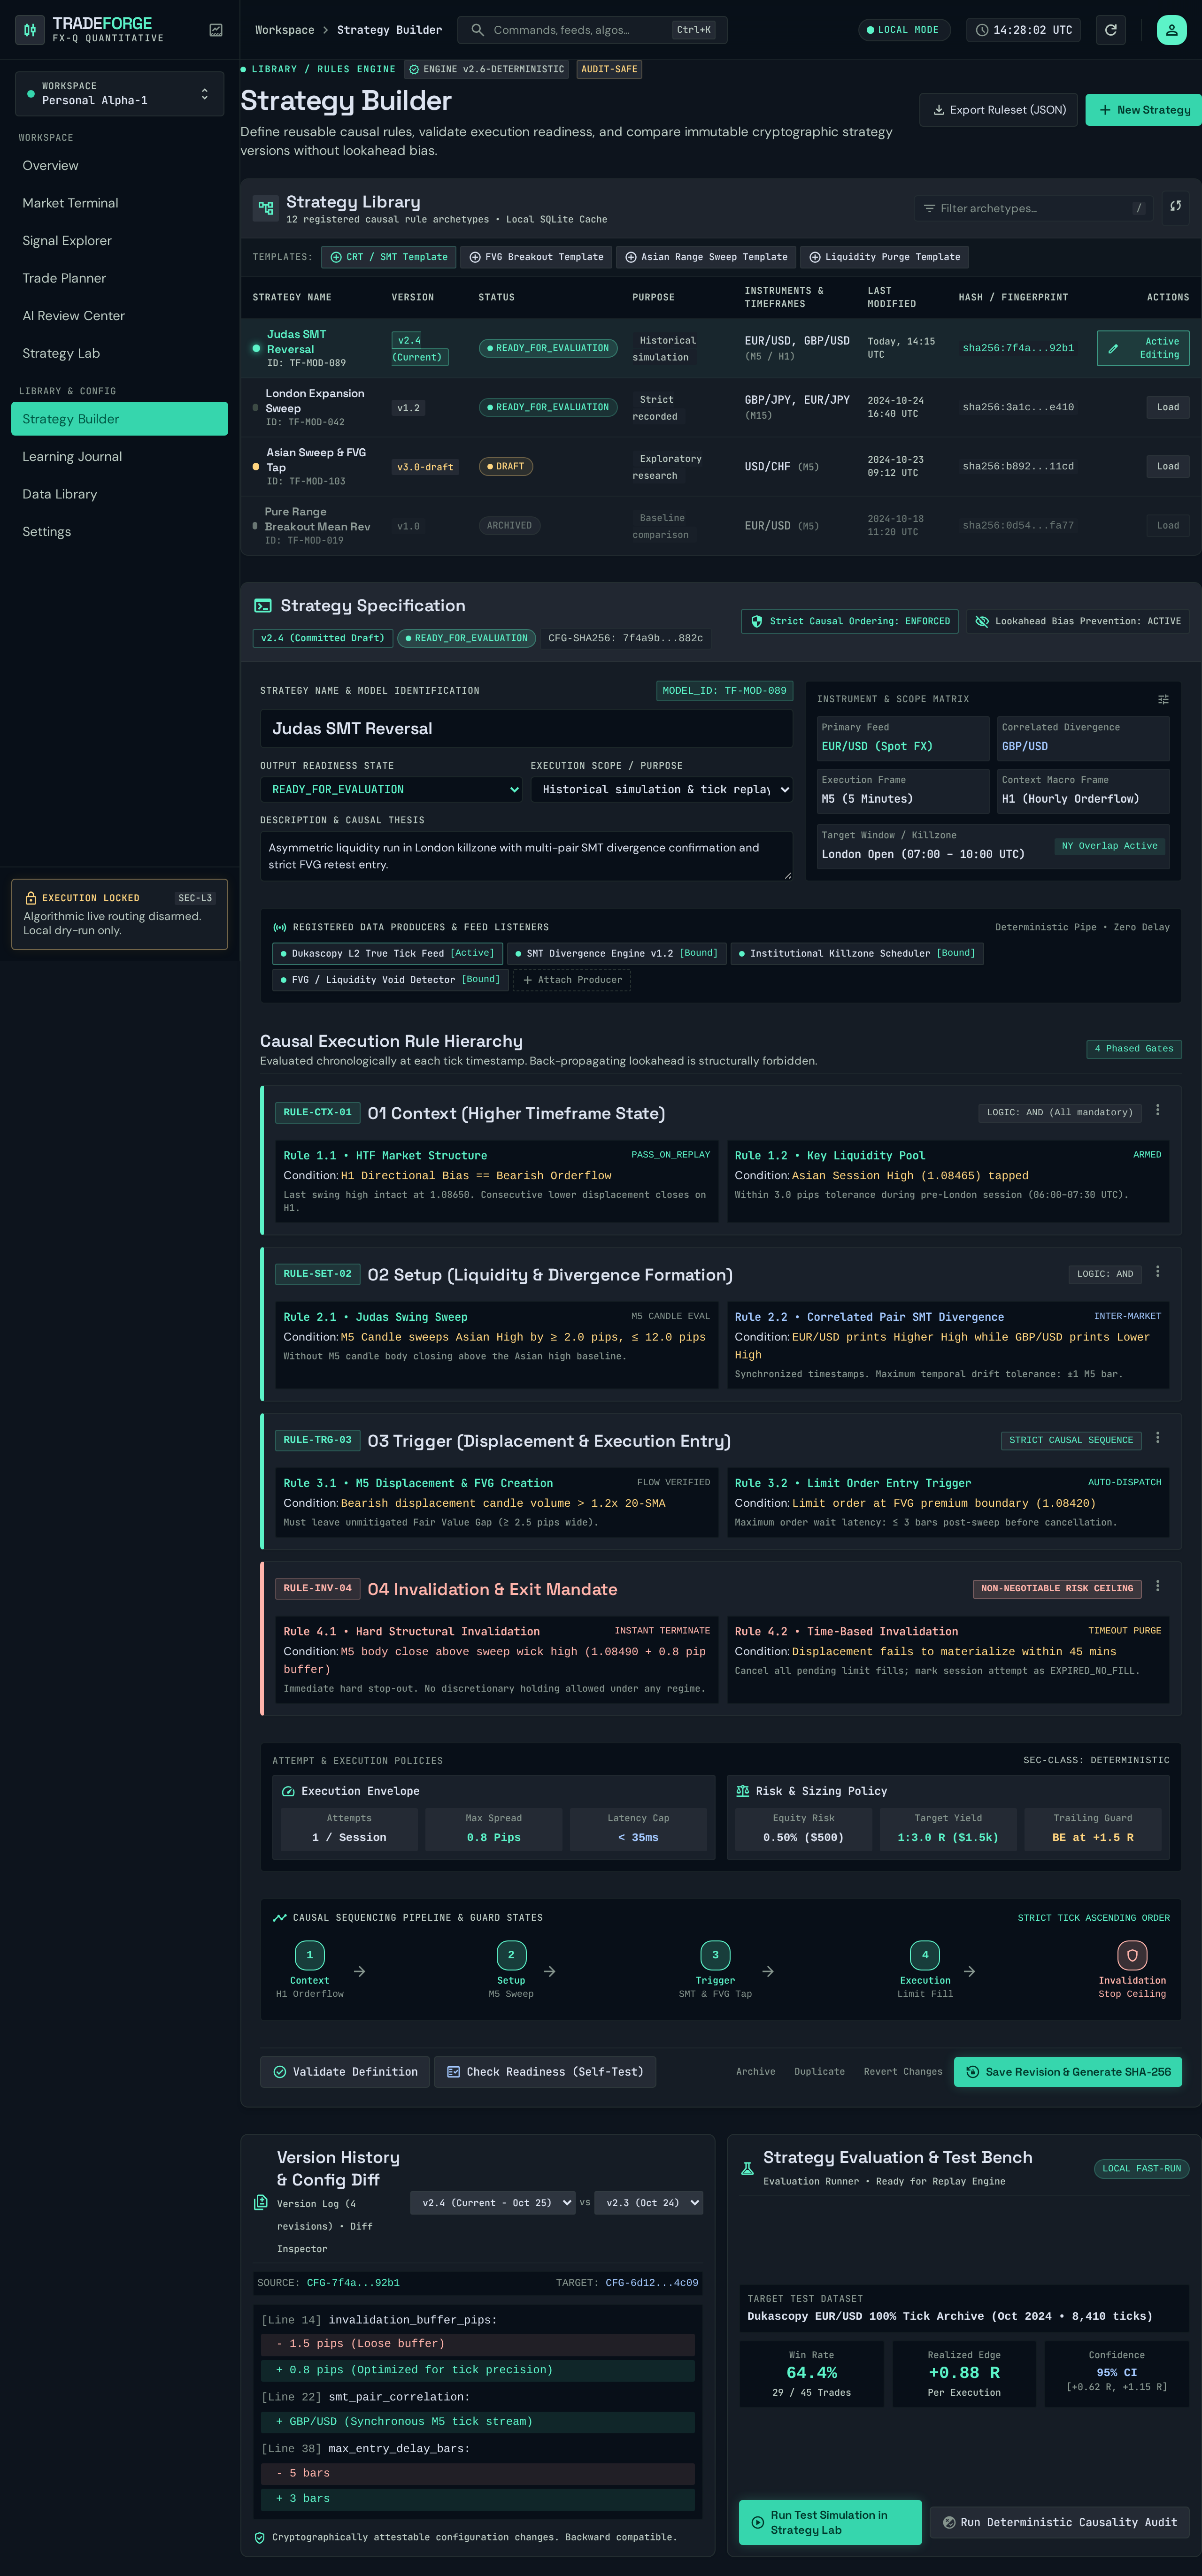 TRADEFORGE
FX-Q QUANTITATIVE
Workspace > Strategy Builder
Commands, feeds, algos... Ctrl+K
LOCAL MODE
14:28:02 UTC
WORKSPACE
Personal Alpha-1
WORKSPACE
Overview
Market Terminal
Signal Explorer
Trade Planner
AI Review Center
Strategy Lab
LIBRARY & CONFIG
Strategy Builder
Learning Journal
Data Library
Settings
EXECUTION LOCKED SEC-L3
Algorithmic live routing disarmed.
Local dry-run only.
LIBRARY / RULES ENGINE ENGINE v2.6-DETERMINISTIC AUDIT-SAFE
Strategy Builder
Define reusable causal rules, validate execution readiness, and compare immutable cryptographic strategy
versions without lookahead bias.
Export Ruleset (JSON) New Strategy
Strategy Library
12 registered causal rule archetypes • Local SQLite Cache
Filter archetypes... /
TEMPLATES: CRT / SMT Template FVG Breakout Template Asian Range Sweep Template Liquidity Purge Template
STRATEGY NAME VERSION STATUS PURPOSE INSTRUMENTS & TIMEFRAMES LAST MODIFIED HASH / FINGERPRINT ACTIONS
Judas SMT Reversal
ID: TF-MOD-089
v2.4 (Current)
READY_FOR_EVALUATION
Historical simulation
EUR/USD, GBP/USD
(M5 / H1)
Today, 14:15 UTC
sha256:7f4a...92b1
Active Editing
London Expansion Sweep
ID: TF-MOD-042
v1.2
READY_FOR_EVALUATION
Strict recorded
GBP/JPY, EUR/JPY
(M15)
2024-10-24 16:40 UTC
sha256:3a1c...e410
Load
Asian Sweep & FVG Tap
ID: TF-MOD-103
v3.0-draft
DRAFT
Exploratory research
USD/CHF (M5)
2024-10-23 09:12 UTC
sha256:b892...11cd
Load
Pure Range Breakout Mean Rev
ID: TF-MOD-019
v1.0
ARCHIVED
Baseline comparison
EUR/USD (M5)
2024-10-18 11:20 UTC
sha256:0d54...fa77
Load
Strategy Specification
v2.4 (Committed Draft) READY_FOR_EVALUATION CFG-SHA256: 7f4a9b...882c
Strict Causal Ordering: ENFORCED Lookahead Bias Prevention: ACTIVE
STRATEGY NAME & MODEL IDENTIFICATION MODEL_ID: TF-MOD-089
Judas SMT Reversal
OUTPUT READINESS STATE EXECUTION SCOPE / PURPOSE
READY_FOR_EVALUATION Historical simulation & tick replay
DESCRIPTION & CAUSAL THESIS
Asymmetric liquidity run in London killzone with multi-pair SMT divergence confirmation and
strict FVG retest entry.
INSTRUMENT & SCOPE MATRIX
Primary Feed
EUR/USD (Spot FX)
Correlated Divergence
GBP/USD
Execution Frame
M5 (5 Minutes)
Context Macro Frame
H1 (Hourly Orderflow)
Target Window / Killzone
London Open (07:00 - 10:00 UTC)
NY Overlap Active
REGISTERED DATA PRODUCERS & FEED LISTENERS Deterministic Pipe • Zero Delay
Dukascopy L2 True Tick Feed [Active] SMT Divergence Engine v1.2 [Bound] Institutional Killzone Scheduler [Bound]
FVG / Liquidity Void Detector [Bound] + Attach Producer
Causal Execution Rule Hierarchy
Evaluated chronologically at each tick timestamp. Back-propagating lookahead is structurally forbidden.
4 Phased Gates
RULE-CTX-01 01 Context (Higher Timeframe State) LOGIC: AND (All mandatory)
Rule 1.1 • HTF Market Structure PASS_ON_REPLAY
Condition: H1 Directional Bias == Bearish Orderflow
Last swing high intact at 1.08650. Consecutive lower displacement closes on
H1.
Rule 1.2 • Key Liquidity Pool ARMED
Condition: Asian Session High (1.08465) tapped
Within 3.0 pips tolerance during pre-London session (06:00-07:30 UTC).
RULE-SET-02 02 Setup (Liquidity & Divergence Formation) LOGIC: AND
Rule 2.1 • Judas Swing Sweep M5 CANDLE EVAL
Condition: M5 Candle sweeps Asian High by ≥ 2.0 pips, ≤ 12.0 pips
Without M5 candle body closing above the Asian high baseline.
Rule 2.2 • Correlated Pair SMT Divergence INTER-MARKET
Condition: EUR/USD prints Higher High while GBP/USD prints Lower
High
Synchronized timestamps. Maximum temporal drift tolerance: ±1 M5 bar.
RULE-TRG-03 03 Trigger (Displacement & Execution Entry) STRICT CAUSAL SEQUENCE
Rule 3.1 • M5 Displacement & FVG Creation FLOW VERIFIED
Condition: Bearish displacement candle volume > 1.2x 20-SMA
Must leave unmitigated Fair Value Gap (≥ 2.5 pips wide).
Rule 3.2 • Limit Order Entry Trigger AUTO-DISPATCH
Condition: Limit order at FVG premium boundary (1.08420)
Maximum order wait latency: ≤ 3 bars post-sweep before cancellation.
RULE-INV-04 04 Invalidation & Exit Mandate NON-NEGOTIABLE RISK CEILING
Rule 4.1 • Hard Structural Invalidation INSTANT TERMINATE
Condition: M5 body close above sweep wick high (1.08490 + 0.8 pip
buffer)
Immediate hard stop-out. No discretionary holding allowed under any regime.
Rule 4.2 • Time-Based Invalidation TIMEOUT PURGE
Condition: Displacement fails to materialize within 45 mins
Cancel all pending limit fills; mark session attempt as EXPIRED_NO_FILL.
ATTEMPT & EXECUTION POLICIES SEC-CLASS: DETERMINISTIC
Execution Envelope
Attempts
1 / Session
Max Spread
0.8 Pips
Latency Cap
< 35ms
Risk & Sizing Policy
Equity Risk
0.50% ($500)
Target Yield
1:3.0 R ($1.5k)
Trailing Guard
BE at +1.5 R
CAUSAL SEQUENCING PIPELINE & GUARD STATES STRICT TICK ASCENDING ORDER
1
Context
H1 Orderflow
2
Setup
M5 Sweep
3
Trigger
SMT & FVG Tap
4
Execution
Limit Fill
Invalidation
Stop Ceiling
Validate Definition Check Readiness (Self-Test) Archive Duplicate Revert Changes Save Revision & Generate SHA-256
Version History
& Config Diff
Version Log (4
revisions) • Diff
Inspector
v2.4 (Current - Oct 25) vs v2.3 (Oct 24)
SOURCE: CFG-7f4a...92b1 TARGET: CFG-6d12...4c09
[Line 14] invalidation_buffer_pips:
- 1.5 pips (Loose buffer)
+ 0.8 pips (Optimized for tick precision)
[Line 22] smt_pair_correlation:
+ GBP/USD (Synchronous M5 tick stream)
[Line 38] max_entry_delay_bars:
- 5 bars
+ 3 bars
Cryptographically attestable configuration changes. Backward compatible.
Strategy Evaluation & Test Bench
Evaluation Runner • Ready for Replay Engine
LOCAL FAST-RUN
TARGET TEST DATASET
Dukascopy EUR/USD 100% Tick Archive (Oct 2024 • 8,410 ticks)
Win Rate
64.4%
29 / 45 Trades
Realized Edge
+0.88 R
Per Execution
Confidence
95% CI
[+0.62 R, +1.15 R]
Run Test Simulation in
Strategy Lab
Run Deterministic Causality Audit